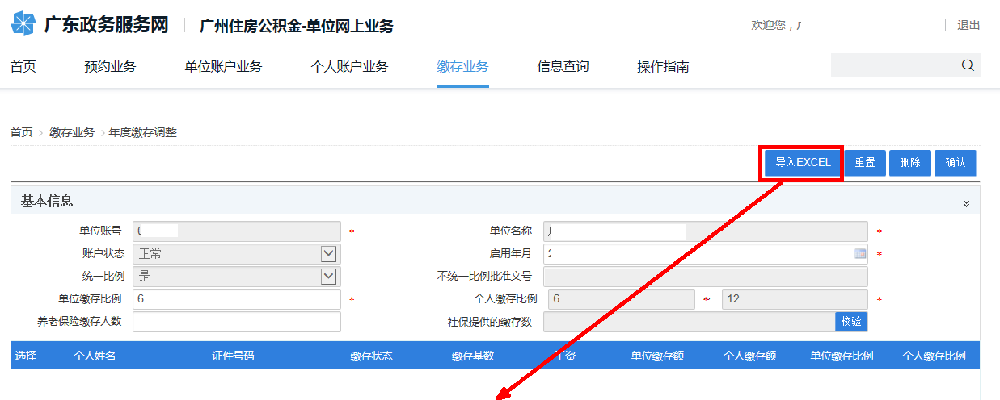 广东政务服务网 广州住房公积金-单位网上业务 欢迎您， 退出
首页 预约业务 单位账户业务 个人账户业务 缴存业务 信息查询 操作指南
首页 > 缴存业务 > 年度缴存调整
导入EXCEL 重置 删除 确认
基本信息
单位账号 * 单位名称 *
账户状态 正常 启用年月 2 *
统一比例 是 不统一比例批准文号
单位缴存比例 6 * 个人缴存比例 6 ~ 12 *
养老保险缴存人数 社保提供的缴存数 校验
选择 个人姓名 证件号码 缴存状态 缴存基数 工资 单位缴存额 个人缴存额 单位缴存比例 个人缴存比例